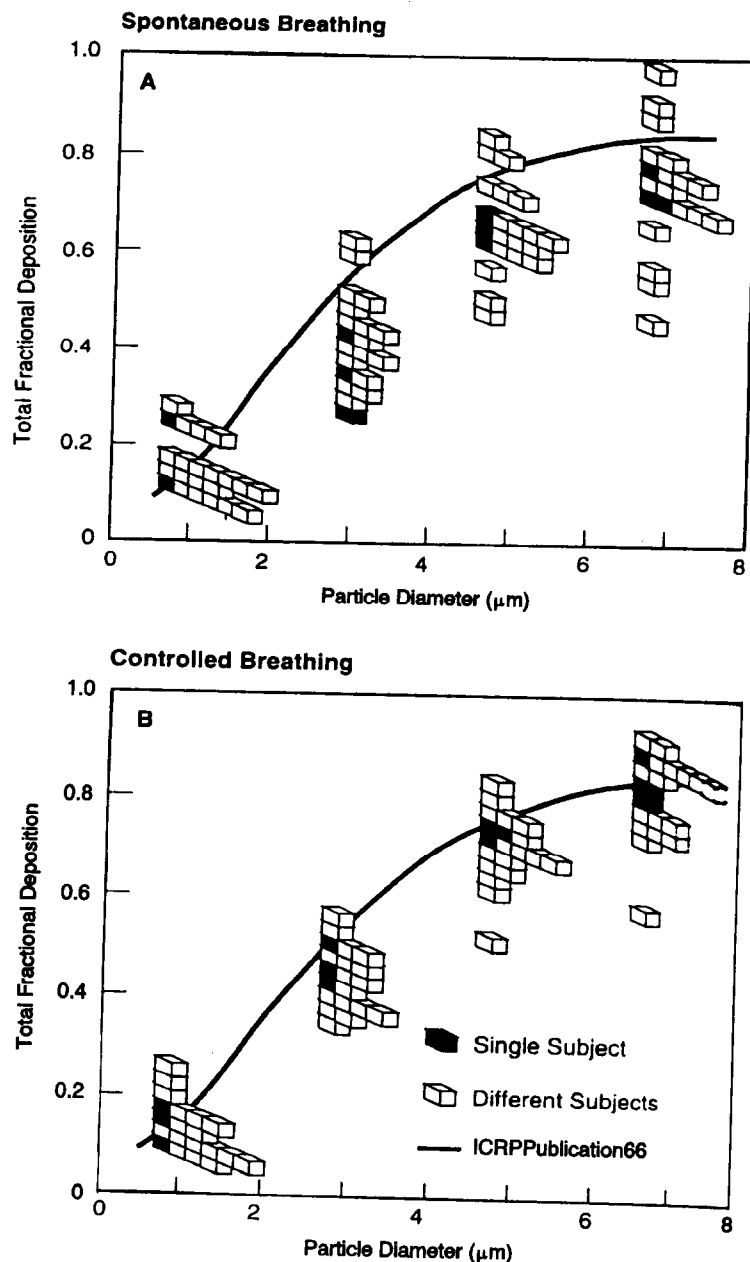 Spontaneous Breathing
A
1.0
0.8
0.6
0.4
0.2
0
Total Fractional Deposition
0
2
4
6
8
Particle Diameter (μm)
Controlled Breathing
B
1.0
0.8
0.6
0.4
0.2
0
Total Fractional Deposition
Single Subject
Different Subjects
ICRPPublication66
0
2
4
6
8
Particle Diameter (μm)